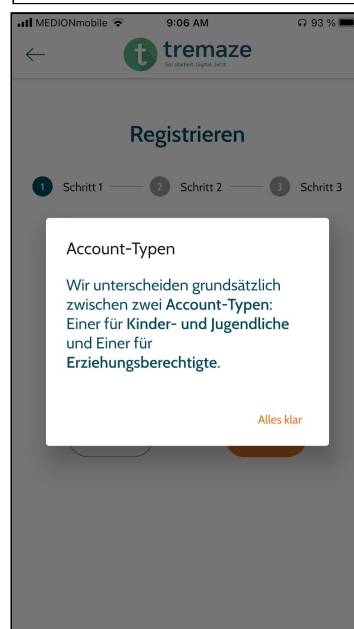 MEDIONmobile 9:06 AM 93 %
t tremaze
Sozialarbeit. Digital. Jetzt.
Registrieren
1 Schritt 1 2 Schritt 2 3 Schritt 3
Account-Typen
Wir unterscheiden grundsätzlich
zwischen zwei Account-Typen:
Einer für Kinder- und Jugendliche
und Einer für
Erziehungsberechtigte.
Alles klar